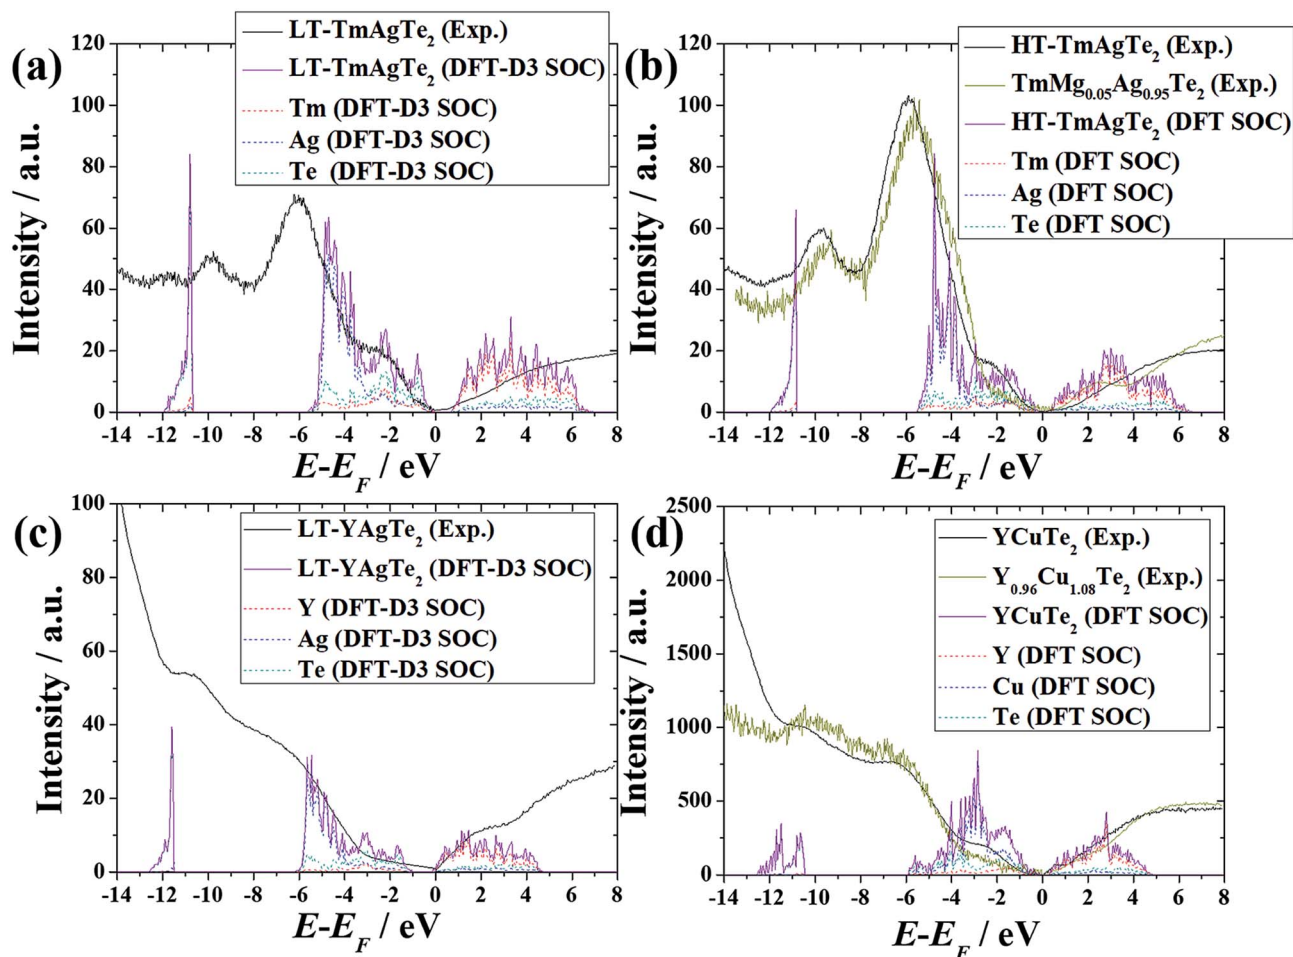 (a)
LT-TmAgTe2 (Exp.)
LT-TmAgTe2 (DFT-D3 SOC)
Tm (DFT-D3 SOC)
Ag (DFT-D3 SOC)
Te (DFT-D3 SOC)
120
100
80
60
40
20
0
Intensity / a.u.
-14 -12 -10 -8 -6 -4 -2 0 2 4 6 8
E-EF / eV
(b)
HT-TmAgTe2 (Exp.)
TmMg0.05Ag0.95Te2 (Exp.)
HT-TmAgTe2 (DFT SOC)
Tm (DFT SOC)
Ag (DFT SOC)
Te (DFT SOC)
120
100
80
60
40
20
0
Intensity / a.u.
-14 -12 -10 -8 -6 -4 -2 0 2 4 6 8
E-EF / eV
(c)
LT-YAgTe2 (Exp.)
LT-YAgTe2 (DFT-D3 SOC)
Y (DFT-D3 SOC)
Ag (DFT-D3 SOC)
Te (DFT-D3 SOC)
100
80
60
40
20
0
Intensity / a.u.
-14 -12 -10 -8 -6 -4 -2 0 2 4 6 8
E-EF / eV
(d)
YCuTe2 (Exp.)
Y0.96Cu1.08Te2 (Exp.)
YCuTe2 (DFT SOC)
Y (DFT SOC)
Cu (DFT SOC)
Te (DFT SOC)
2500
2000
1500
1000
500
0
Intensity / a.u.
-14 -12 -10 -8 -6 -4 -2 0 2 4 6 8
E-EF / eV